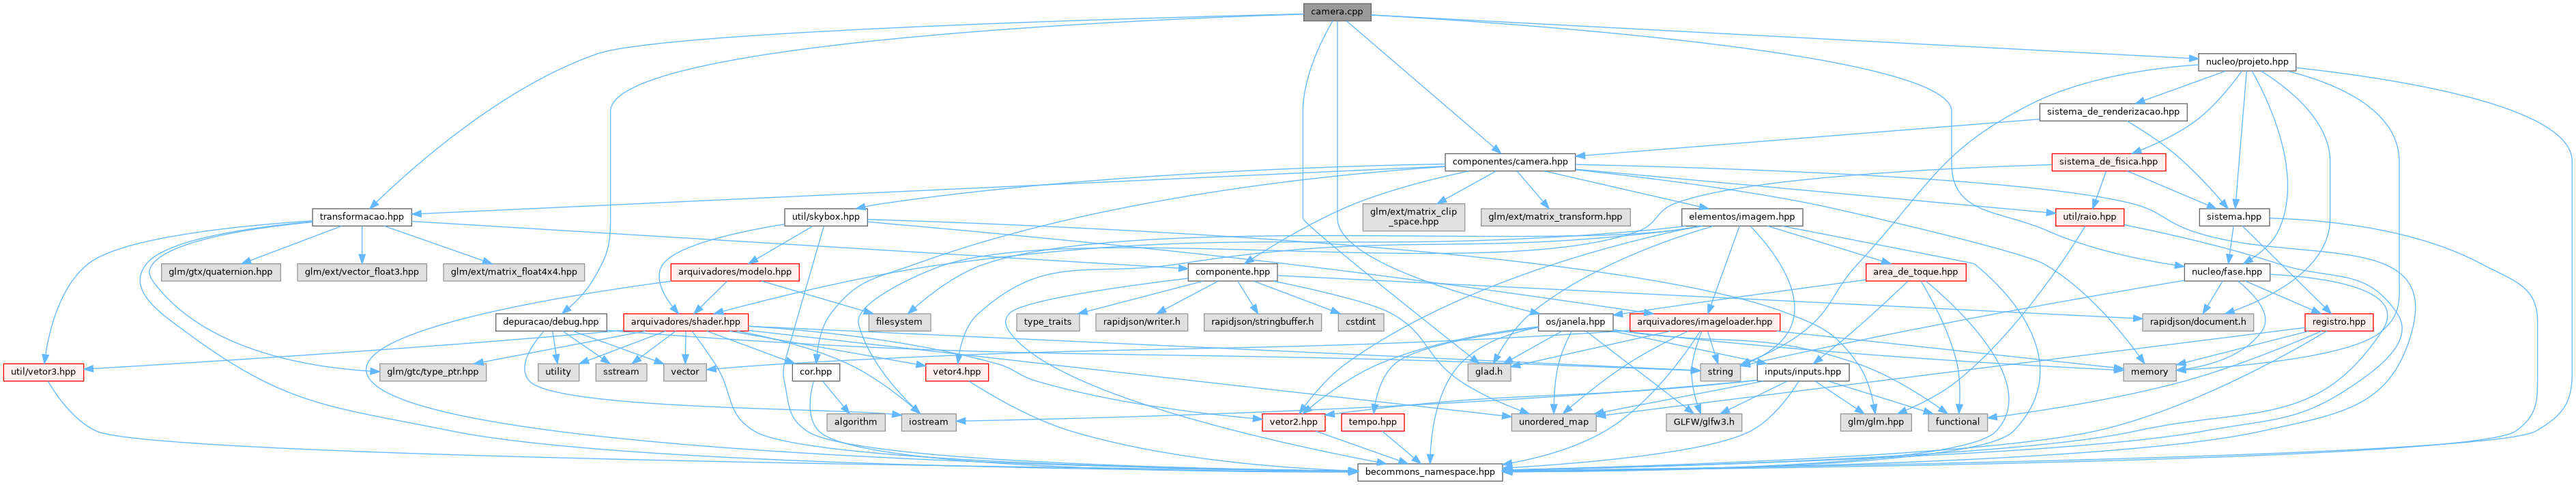 camera.cpp
nucleo/projeto.hpp
sistema_de_renderizacao.hpp
componentes/camera.hpp
sistema_de_fisica.hpp
transformacao.hpp
util/skybox.hpp
glm/ext/matrix_clip
_space.hpp
glm/ext/matrix_transform.hpp
elementos/imagem.hpp
util/raio.hpp
sistema.hpp
glm/gtx/quaternion.hpp
glm/ext/vector_float3.hpp
glm/ext/matrix_float4x4.hpp
arquivadores/modelo.hpp
componente.hpp
area_de_toque.hpp
nucleo/fase.hpp
depuracao/debug.hpp
arquivadores/shader.hpp
filesystem
type_traits
rapidjson/writer.h
rapidjson/stringbuffer.h
cstdint
os/janela.hpp
arquivadores/imageloader.hpp
rapidjson/document.h
registro.hpp
util/vetor3.hpp
glm/gtc/type_ptr.hpp
utility
sstream
vector
cor.hpp
vetor4.hpp
glad.h
string
inputs/inputs.hpp
memory
algorithm
iostream
vetor2.hpp
tempo.hpp
unordered_map
GLFW/glfw3.h
glm/glm.hpp
functional
becommons_namespace.hpp